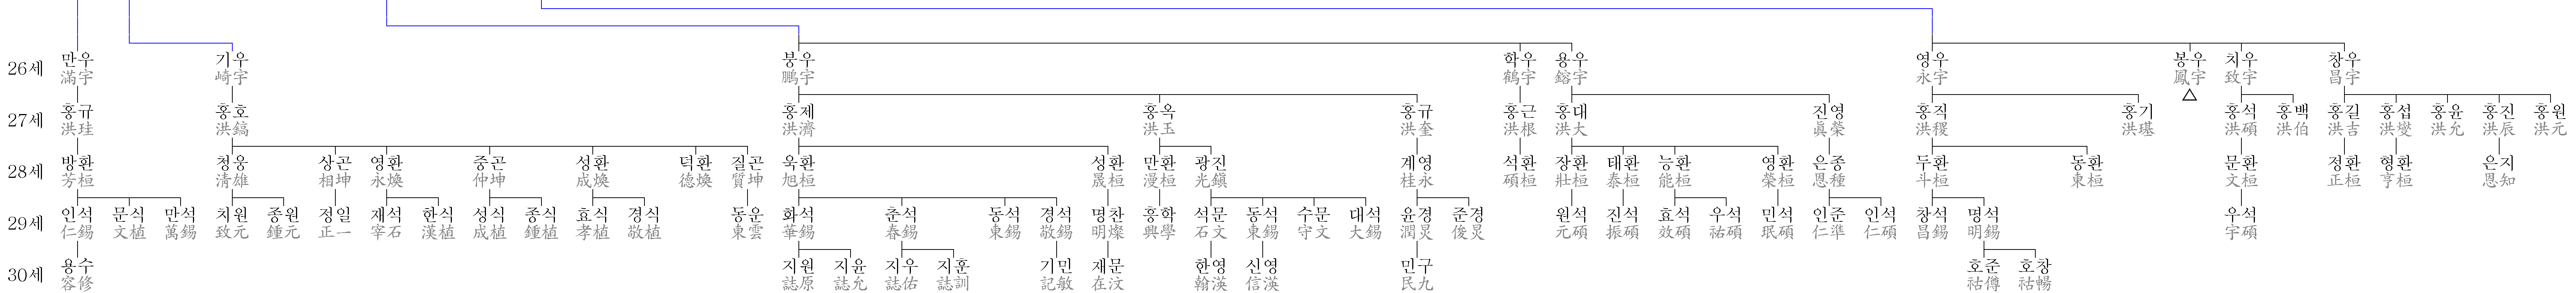 26세 만우 기우 붕우 학우 용우 영우 봉우 치우 창우
滿宇 崎宇 鵬宇 鶴宇 鎔宇 永宇 鳳宇 致宇 昌宇
△
27세 홍규 홍호 홍제 홍옥 홍규 홍근 홍대 진영 홍직 홍기 홍석 홍백 홍길 홍섭 홍윤 홍진 홍원
洪珪 洪鎬 洪濟 洪玉 洪奎 洪根 洪大 眞榮 洪稷 洪璂 洪碩 洪伯 洪吉 洪燮 洪允 洪辰 洪元
28세 방환 청웅 상곤 영환 중곤 성환 덕환 질곤 욱환 성환 만환 광진 계영 석환 장환 태환 능환 영환 은종 두환 동환 문환 정환 형환 은지
芳桓 清雄 相坤 永煥 仲坤 成煥 德煥 質坤 旭桓 晟桓 漫桓 光鎭 桂永 碩桓 壯桓 泰桓 能桓 榮桓 恩種 斗桓 東桓 文桓 正桓 亨桓 恩知
29세 인석 문식 만석 치원 종원 정일 재석 한식 성식 종식 효식 경식 동운 화석 춘석 동석 경석 명찬 흥학 석문 동석 수문 대석 윤경 준경 원석 진석 효석 우석 민석 인준 인석 창석 명석 우석
仁錫 文植 萬錫 致元 鍾元 正一 宰石 漢植 成植 鍾植 孝植 敬植 東雲 華錫 春錫 東錫 敬錫 明燦 興學 石文 東錫 守文 大錫 潤炅 俊炅 元碩 振碩 效碩 祐碩 珉碩 仁準 仁碩 昌錫 明錫 宇碩
30세 용수 지원 지윤 지우 지훈 기민 재문 한영 신영 민구 호준 호창
容修 誌原 誌允 誌佑 誌訓 記敏 在汶 翰渶 信渶 民九 祜僔 祜暢